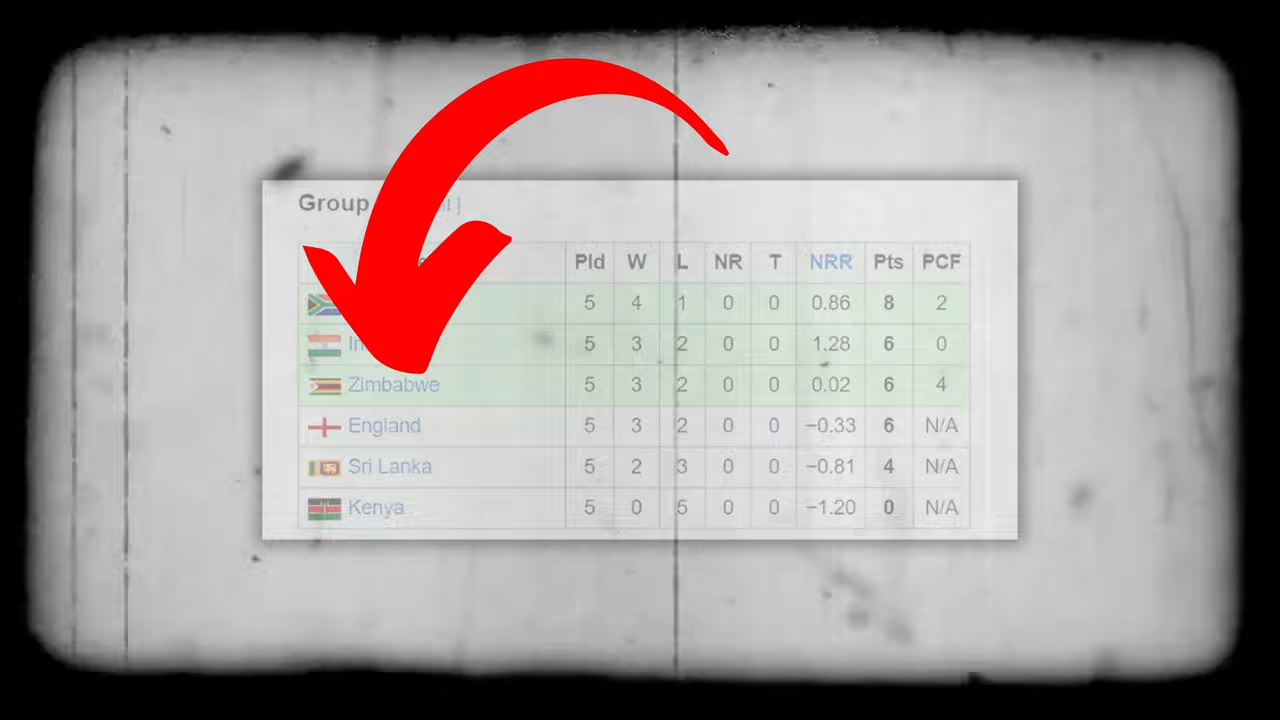 Group
Pld W L NR T NRR Pts PCF
5 4 1 0 0 0.86 8 2
5 3 2 0 0 1.28 6 0
Zimbabwe 5 3 2 0 0 0.02 6 4
England 5 3 2 0 0 −0.33 6 N/A
Sri Lanka 5 2 3 0 0 −0.81 4 N/A
Kenya 5 0 5 0 0 −1.20 0 N/A